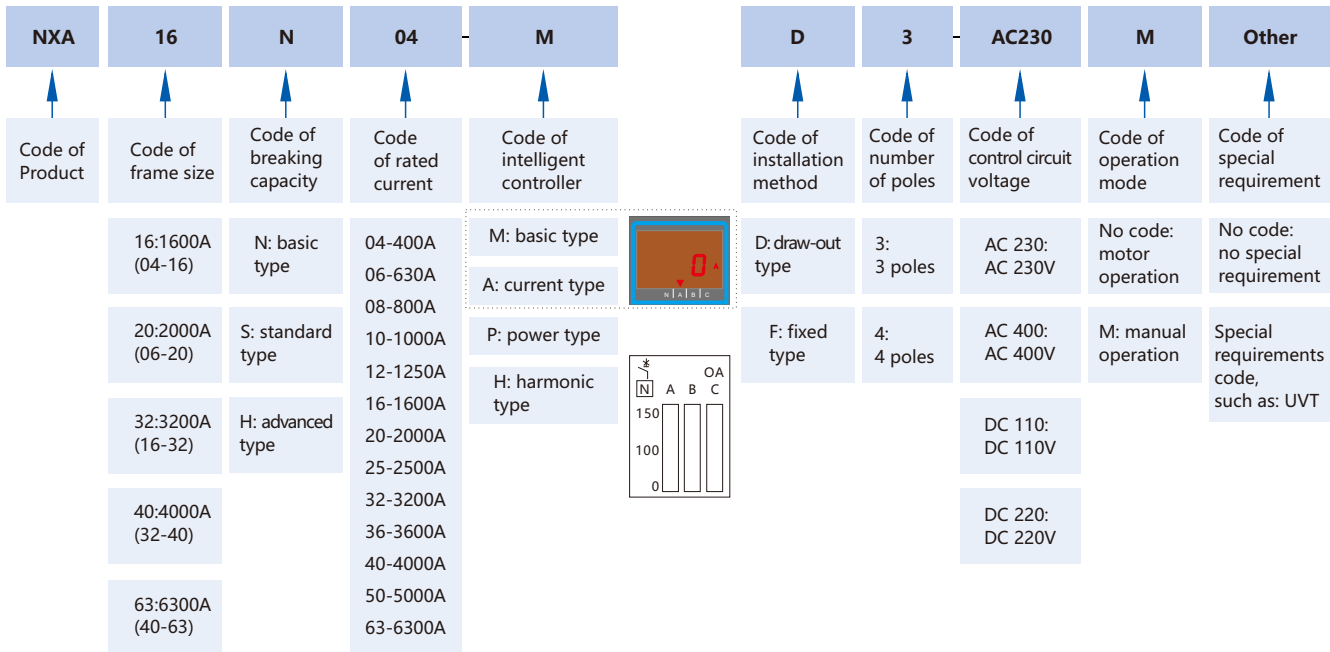 NXA
16
N
04
-
M
D
3
-
AC230
M
Other
Code of
Product
Code of
frame size
Code of
breaking
capacity
Code
of rated
current
Code of
intelligent
controller
Code of
installation
method
Code of
number
of poles
Code of
control circuit
voltage
Code of
operation
mode
Code of
special
requirement
16:1600A
(04-16)
20:2000A
(06-20)
32:3200A
(16-32)
40:4000A
(32-40)
63:6300A
(40-63)
N: basic
type
S: standard
type
H: advanced
type
04-400A
06-630A
08-800A
10-1000A
12-1250A
16-1600A
20-2000A
25-2500A
32-3200A
36-3600A
40-4000A
50-5000A
63-6300A
M: basic type
A: current type
P: power type
H: harmonic
type
0 A
N A B C
OA
N A B C
150
100
0
D: draw-out
type
F: fixed
type
3:
3 poles
4:
4 poles
AC 230:
AC 230V
AC 400:
AC 400V
DC 110:
DC 110V
DC 220:
DC 220V
No code:
motor
operation
M: manual
operation
No code:
no special
requirement
Special
requirements
code,
such as: UVT